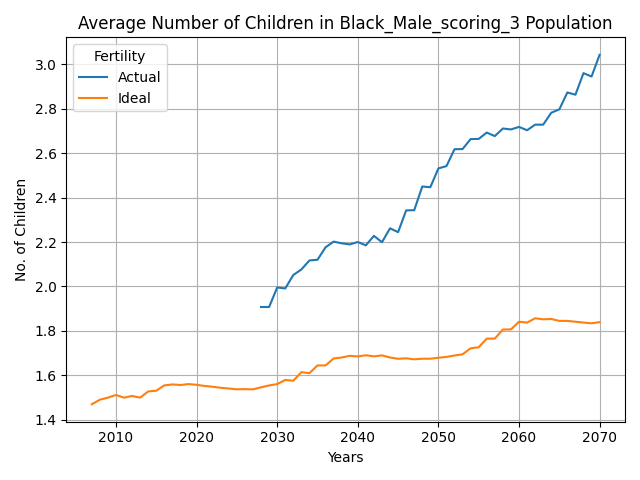 Average Number of Children in Black_Male_scoring_3 Population
Fertility
Actual
Ideal
No. of Children
3.0
2.8
2.6
2.4
2.2
2.0
1.8
1.6
1.4
2010 2020 2030 2040 2050 2060 2070
Years